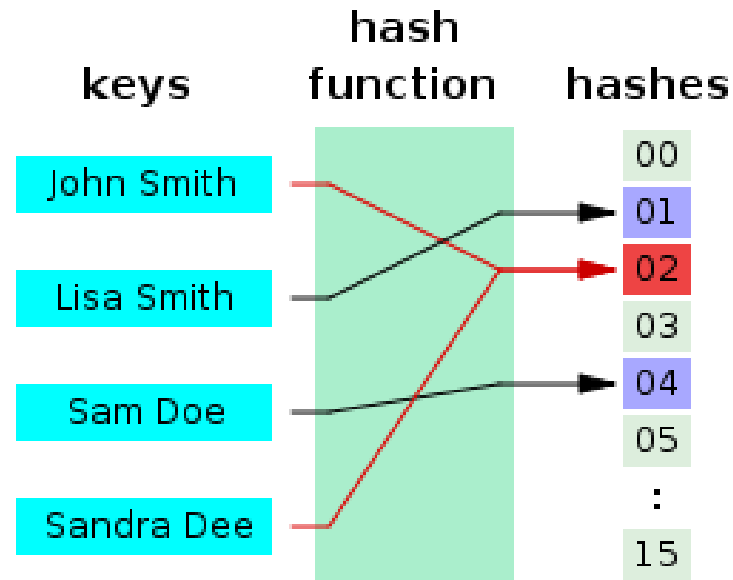 keys
hash
function
hashes
John Smith
Lisa Smith
Sam Doe
Sandra Dee
00
01
02
03
04
05
:
15